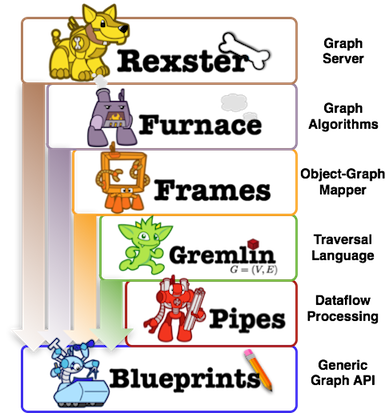 Rexster
Graph
Server
Furnace
Graph
Algorithms
Frames
Object-Graph
Mapper
Gremlin
G = (V, E)
Traversal
Language
Pipes
Dataflow
Processing
Blueprints
Generic
Graph API